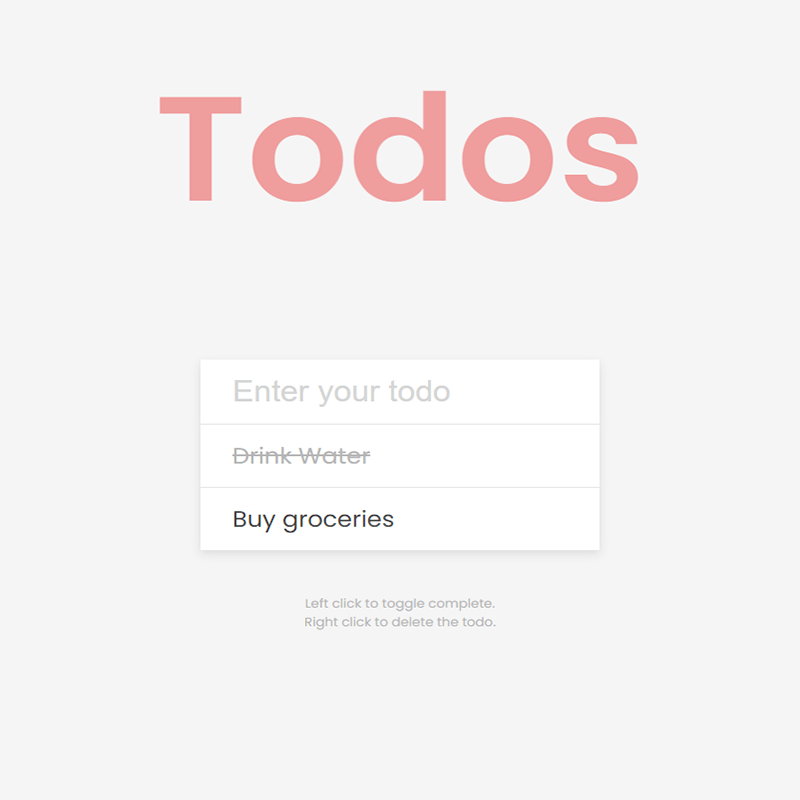 Todos
Enter your todo
Drink Water
Buy groceries
Left click to toggle complete.
Right click to delete the todo.